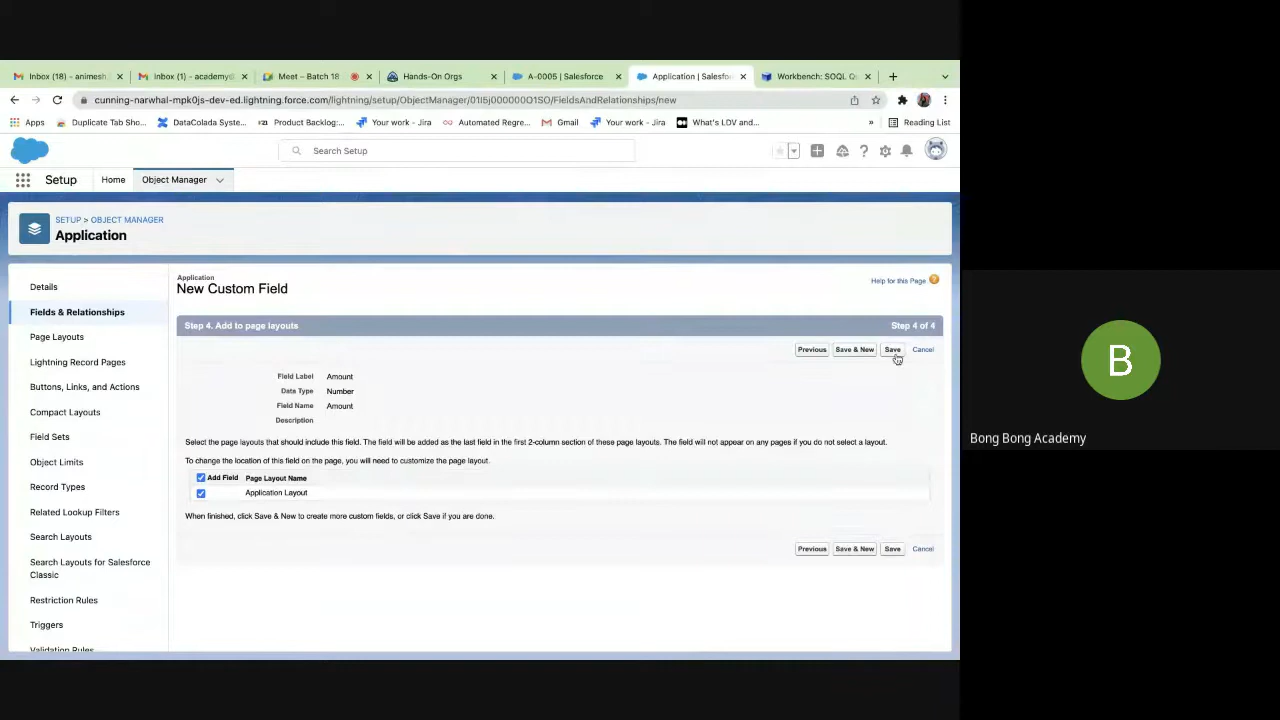 Inbox (18) - animesh.
Inbox (1) - academy@
Meet – Batch 18
Hands-On Orgs
A-0005 | Salesforce
Application | Salesfo
Workbench: SOQL Q
cunning-narwhal-mpk0js-dev-ed.lightning.force.com/lightning/setup/ObjectManager/01I5j000000O1SO/FieldsAndRelationships/new
Apps
Duplicate Tab Sho...
DataColada Syste...
Product Backlog:...
Your work - Jira
Automated Regre...
Gmail
Your work - Jira
What's LDV and...
»
Reading List
Search Setup
Setup
Home
Object Manager
SETUP > OBJECT MANAGER
Application
Details
Fields & Relationships
Page Layouts
Lightning Record Pages
Buttons, Links, and Actions
Compact Layouts
Field Sets
Object Limits
Record Types
Related Lookup Filters
Search Layouts
Search Layouts for Salesforce
Classic
Restriction Rules
Triggers
Validation Rules
Application
New Custom Field
Help for this Page
Step 4. Add to page layouts
Step 4 of 4
Previous
Save & New
Save
Cancel
Field Label Amount
Data Type Number
Field Name Amount
Description
Select the page layouts that should include this field. The field will be added as the last field in the first 2-column section of these page layouts. The field will not appear on any pages if you do not select a layout.
To change the location of this field on the page, you will need to customize the page layout.
Add Field Page Layout Name
Application Layout
When finished, click Save & New to create more custom fields, or click Save if you are done.
Previous
Save & New
Save
Cancel
B
Bong Bong Academy